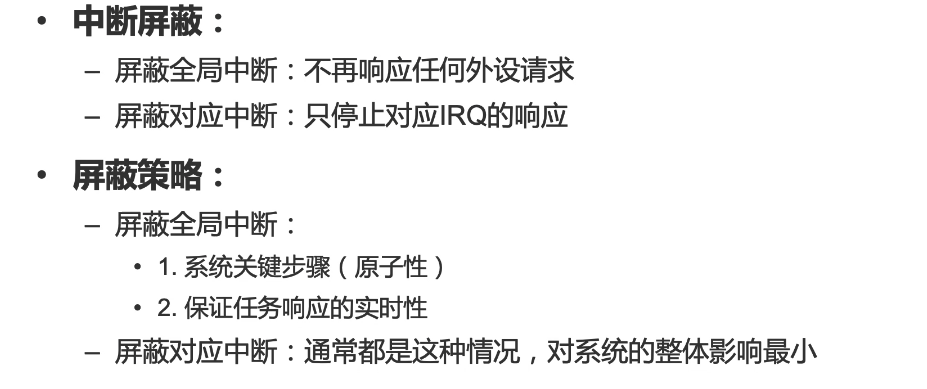 • 中断屏蔽：
– 屏蔽全局中断：不再响应任何外设请求
– 屏蔽对应中断：只停止对应IRQ的响应
• 屏蔽策略：
– 屏蔽全局中断：
• 1. 系统关键步骤（原子性）
• 2. 保证任务响应的实时性
– 屏蔽对应中断：通常都是这种情况，对系统的整体影响最小